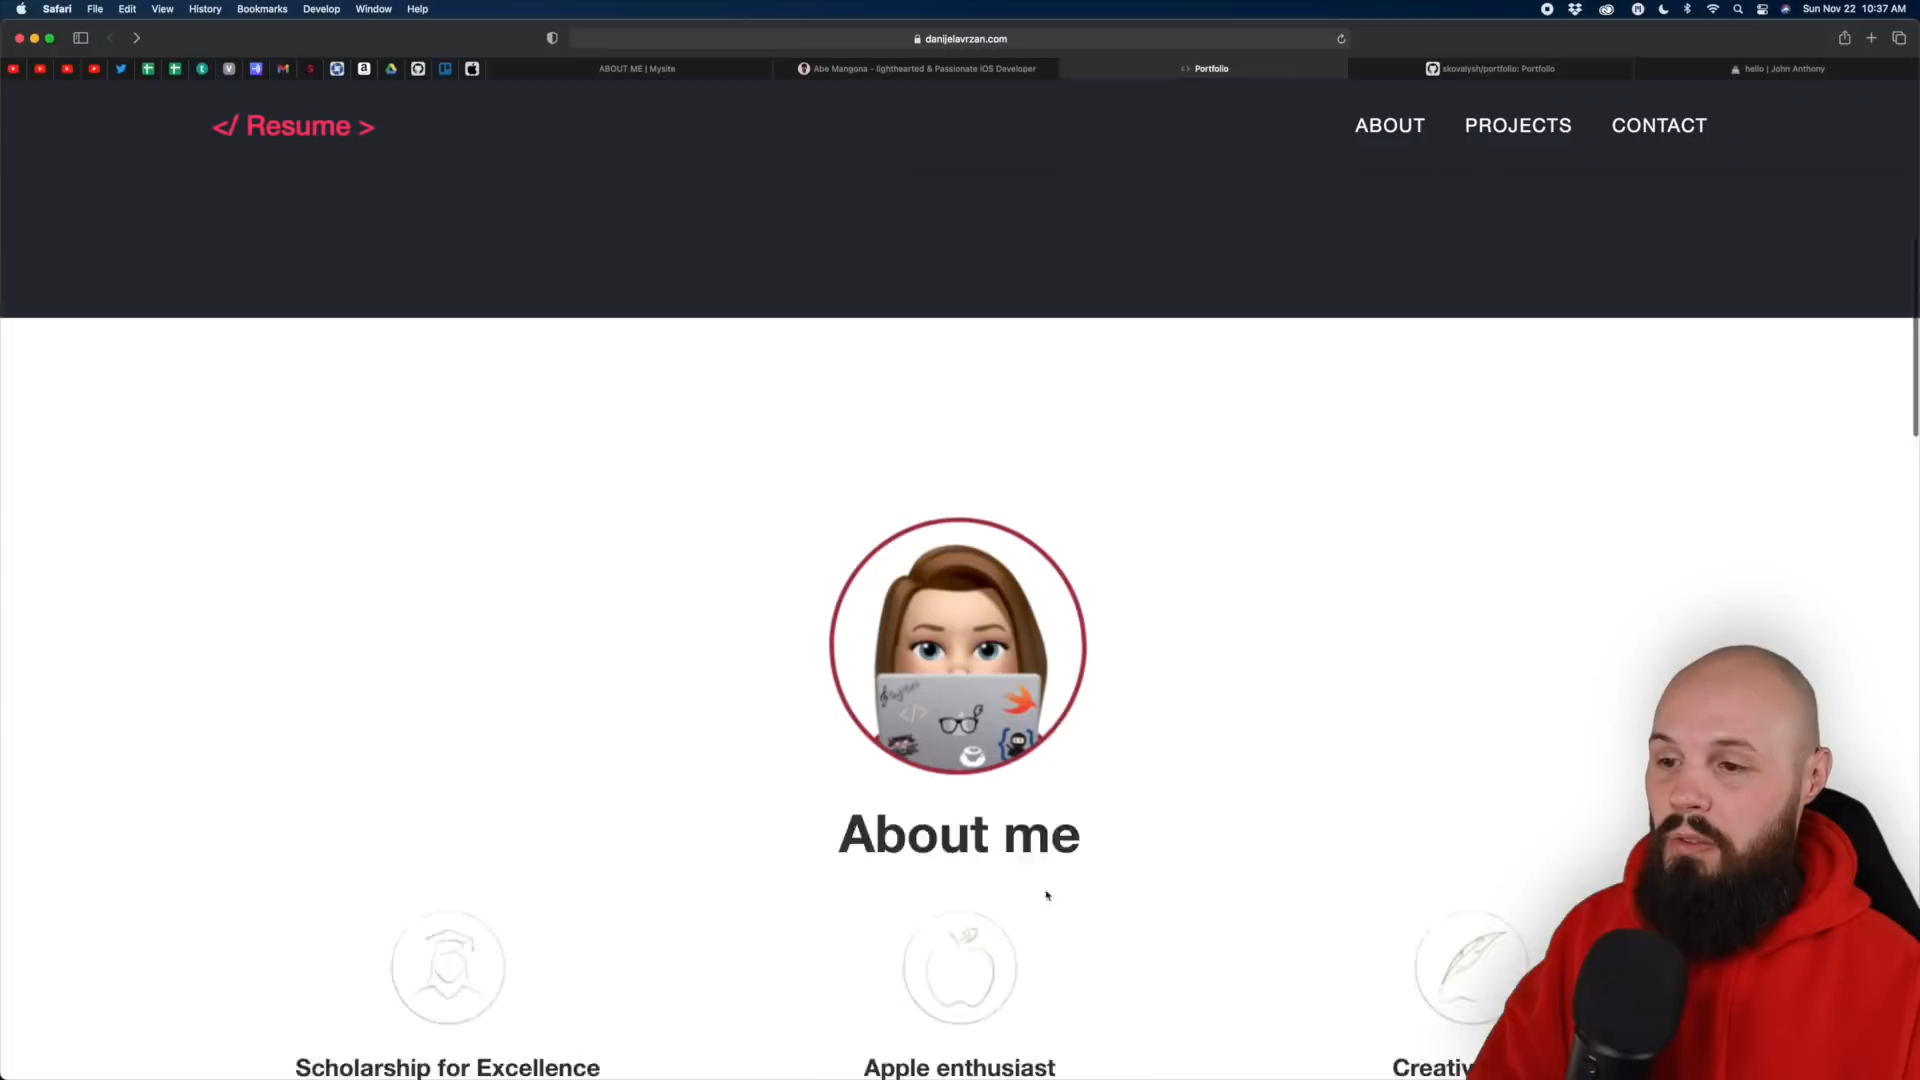 Safari File Edit View History Bookmarks Develop Window Help Sun Nov 22 10:37 AM
danijelavrzan.com
ABOUT ME | Mysite Abe Mangona - lighthearted & Passionate iOS Developer Portfolio skovalysh/portfolio: Portfolio hello | John Anthony
</ Resume > ABOUT PROJECTS CONTACT
About me
Scholarship for Excellence Apple enthusiast